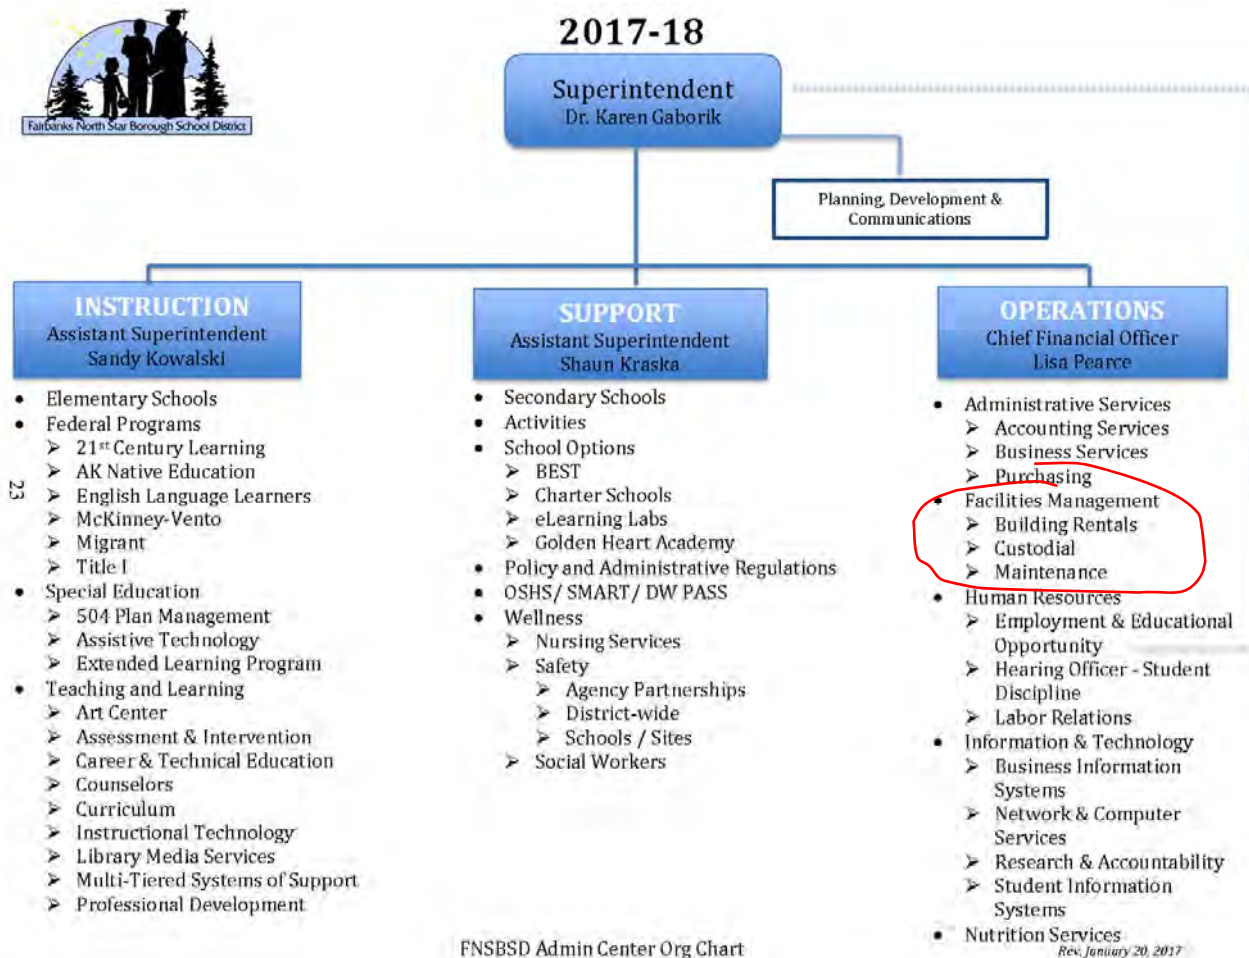 2017-18
Fairbanks North Star Borough School District
Superintendent
Dr. Karen Gaborik
Planning, Development &
Communications
INSTRUCTION
Assistant Superintendent
Sandy Kowalski
• Elementary Schools
• Federal Programs
➤ 21st Century Learning
➤ AK Native Education
➤ English Language Learners
➤ McKinney-Vento
➤ Migrant
➤ Title I
• Special Education
➤ 504 Plan Management
➤ Assistive Technology
➤ Extended Learning Program
• Teaching and Learning
➤ Art Center
➤ Assessment & Intervention
➤ Career & Technical Education
➤ Counselors
➤ Curriculum
➤ Instructional Technology
➤ Library Media Services
➤ Multi-Tiered Systems of Support
➤ Professional Development
SUPPORT
Assistant Superintendent
Shaun Kraska
• Secondary Schools
• Activities
• School Options
➤ BEST
➤ Charter Schools
➤ eLearning Labs
➤ Golden Heart Academy
• Policy and Administrative Regulations
• OSHS/ SMART/ DW PASS
• Wellness
➤ Nursing Services
➤ Safety
➤ Agency Partnerships
➤ District-wide
➤ Schools / Sites
➤ Social Workers
OPERATIONS
Chief Financial Officer
Lisa Pearce
• Administrative Services
➤ Accounting Services
➤ Business Services
➤ Purchasing
• Facilities Management
➤ Building Rentals
➤ Custodial
➤ Maintenance
• Human Resources
➤ Employment & Educational
Opportunity
➤ Hearing Officer - Student
Discipline
➤ Labor Relations
• Information & Technology
➤ Business Information
Systems
➤ Network & Computer
Services
➤ Research & Accountability
➤ Student Information
Systems
• Nutrition Services
23
FNSBSD Admin Center Org Chart
Rev. January 20, 2017